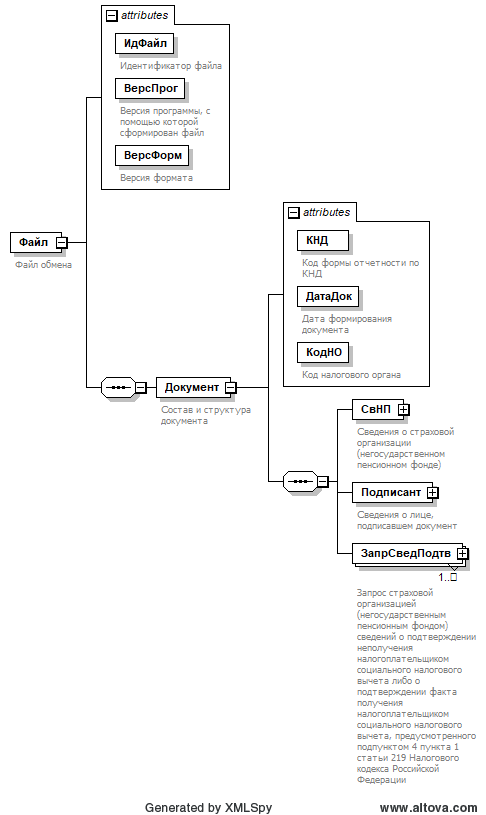 attributes
ИдФайл
Идентификатор файла
ВерсПрог
Версия программы, с
помощью которой
сформирован файл
ВерсФорм
Версия формата
Файл
Файл обмена
attributes
КНД
Код формы отчетности по
КНД
ДатаДок
Дата формирования
документа
КодНО
Код налогового органа
Документ
Состав и структура
документа
СвНП
Сведения о страховой
организации
(негосударственном
пенсионном фонде)
Подписант
Сведения о лице,
подписавшем документ
ЗапрСведПодтв
1..
Запрос страховой
организацией
(негосударственным
пенсионным фондом)
сведений о подтверждении
неполучения
налогоплательщиком
социального налогового
вычета либо о
подтверждении факта
получения
налогоплательщиком
социального налогового
вычета, предусмотренного
подпунктом 4 пункта 1
статьи 219 Налогового
кодекса Российской
Федерации
Generated by XMLSpy
www.altova.com